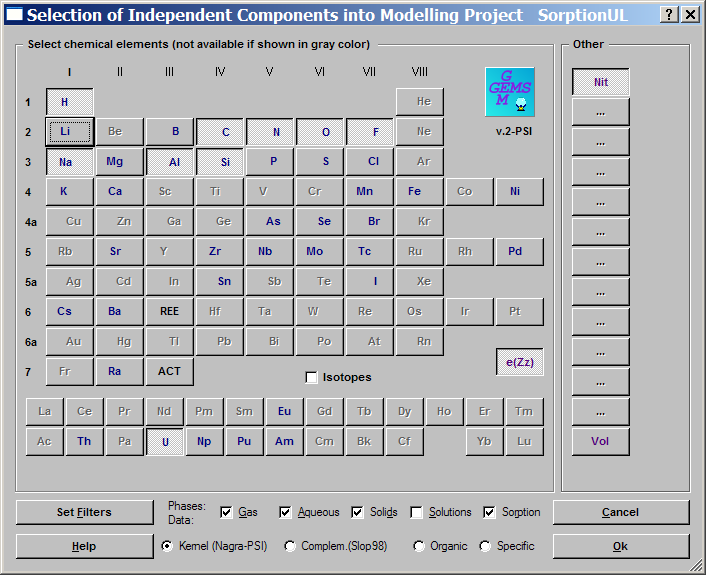 Selection of Independent Components into Modelling Project SorptionUL ?
Select chemical elements (not available if shown in gray color) Other
I II III IV V VI VII VIII
G
GEMS
M
v.2-PSI
1 H He Nit
2 Li Be B C N O F Ne ...
3 Na Mg Al Si P S Cl Ar ...
4 K Ca Sc Ti V Cr Mn Fe Co Ni ...
4a Cu Zn Ga Ge As Se Br Kr ...
5 Rb Sr Y Zr Nb Mo Tc Ru Rh Pd ...
5a Ag Cd In Sn Sb Te I Xe ...
6 Cs Ba REE Hf Ta W Re Os Ir Pt ...
6a Au Hg Tl Pb Bi Po At Rn ...
7 Fr Ra ACT Isotopes e(Zz) ...
La Ce Pr Nd Pm Sm Eu Gd Tb Dy Ho Er Tm ...
Ac Th Pa U Np Pu Am Cm Bk Cf Yb Lu Vol
Set Filters Phases: Gas Aqueous Solids Solutions Sorption Cancel
Data:
Help Kernel (Nagra-PSI) Complem.(Slop98) Organic Specific Ok